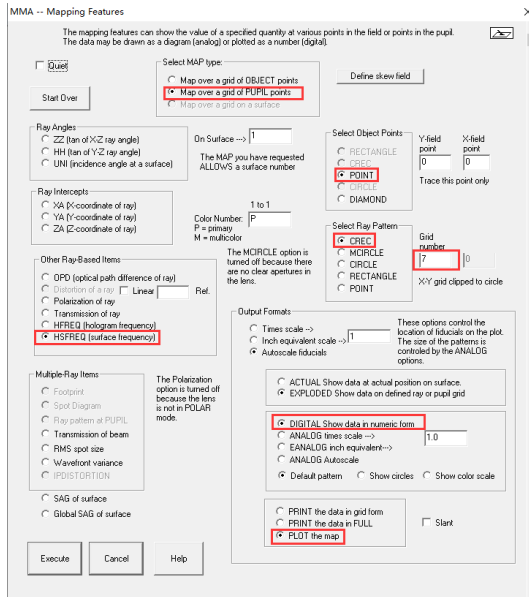 MMA -- Mapping Features
The mapping features can show the value of a specified quantity at various points in the field or points in the pupil.
The data may be drawn as a diagram (analog) or plotted as a number (digital).
Quiet
Start Over
Select MAP type:
Map over a grid of OBJECT points
Map over a grid of PUPIL points
Map over a grid on a surface
Define skew field
Ray Angles
ZZ (tan of X-Z ray angle)
HH (tan of Y-Z ray angle)
UNI (incidence angle at a surface)
On Surface ---> 1
The MAP you have requested
ALLOWS a surface number
Select Object Points
RECTANGLE
CREC
POINT
CIRCLE
DIAMOND
Y-field point
X-field point
0
0
Trace this point only
Ray Intercepts
XA (X-coordinate of ray)
YA (Y-coordinate of ray)
ZA (Z-coordinate of ray)
1 to 1
Color Number: P
P = primary
M = multicolor
The MCIRCLE option is
turned off because there
are no clear apertures in
the lens.
Select Ray Pattern
CREC
MCIRCLE
CIRCLE
RECTANGLE
POINT
Grid number
7
0
X-Y grid clipped to circle
Other Ray-Based Items
OPD (optical path difference of ray)
Distortion of a ray Linear Ref.
Polarization of ray
Transmission of ray
HFREQ (hologram frequency)
HSFREQ (surface frequency)
Output Formats
Times scale -->
Inch equivalent scale --> 1
Autoscale fiducials
These options control the
location of fiducials on the plot.
The size of the patterns is
controled by the ANALOG
options.
ACTUAL Show data at actual position on surface.
EXPLODED Show data on defined ray or pupil grid
Multiple-Ray Items
Footprint
Spot Diagram
Ray pattern at PUPIL
Transmission of beam
RMS spot size
Wavefront variance
IPDISTORTION
The Polarization
option is turned off
because the lens
is not in POLAR
mode.
DIGITAL Show data in numeric form
ANALOG times scale --->
EANALOG inch equivalent--->
1.0
ANALOG Autoscale
Default pattern Show circles Show color scale
SAG of surface
Global SAG of surface
PRINT the data in grid form
PRINT the data in FULL
PLOT the map
Slant
Execute
Cancel
Help